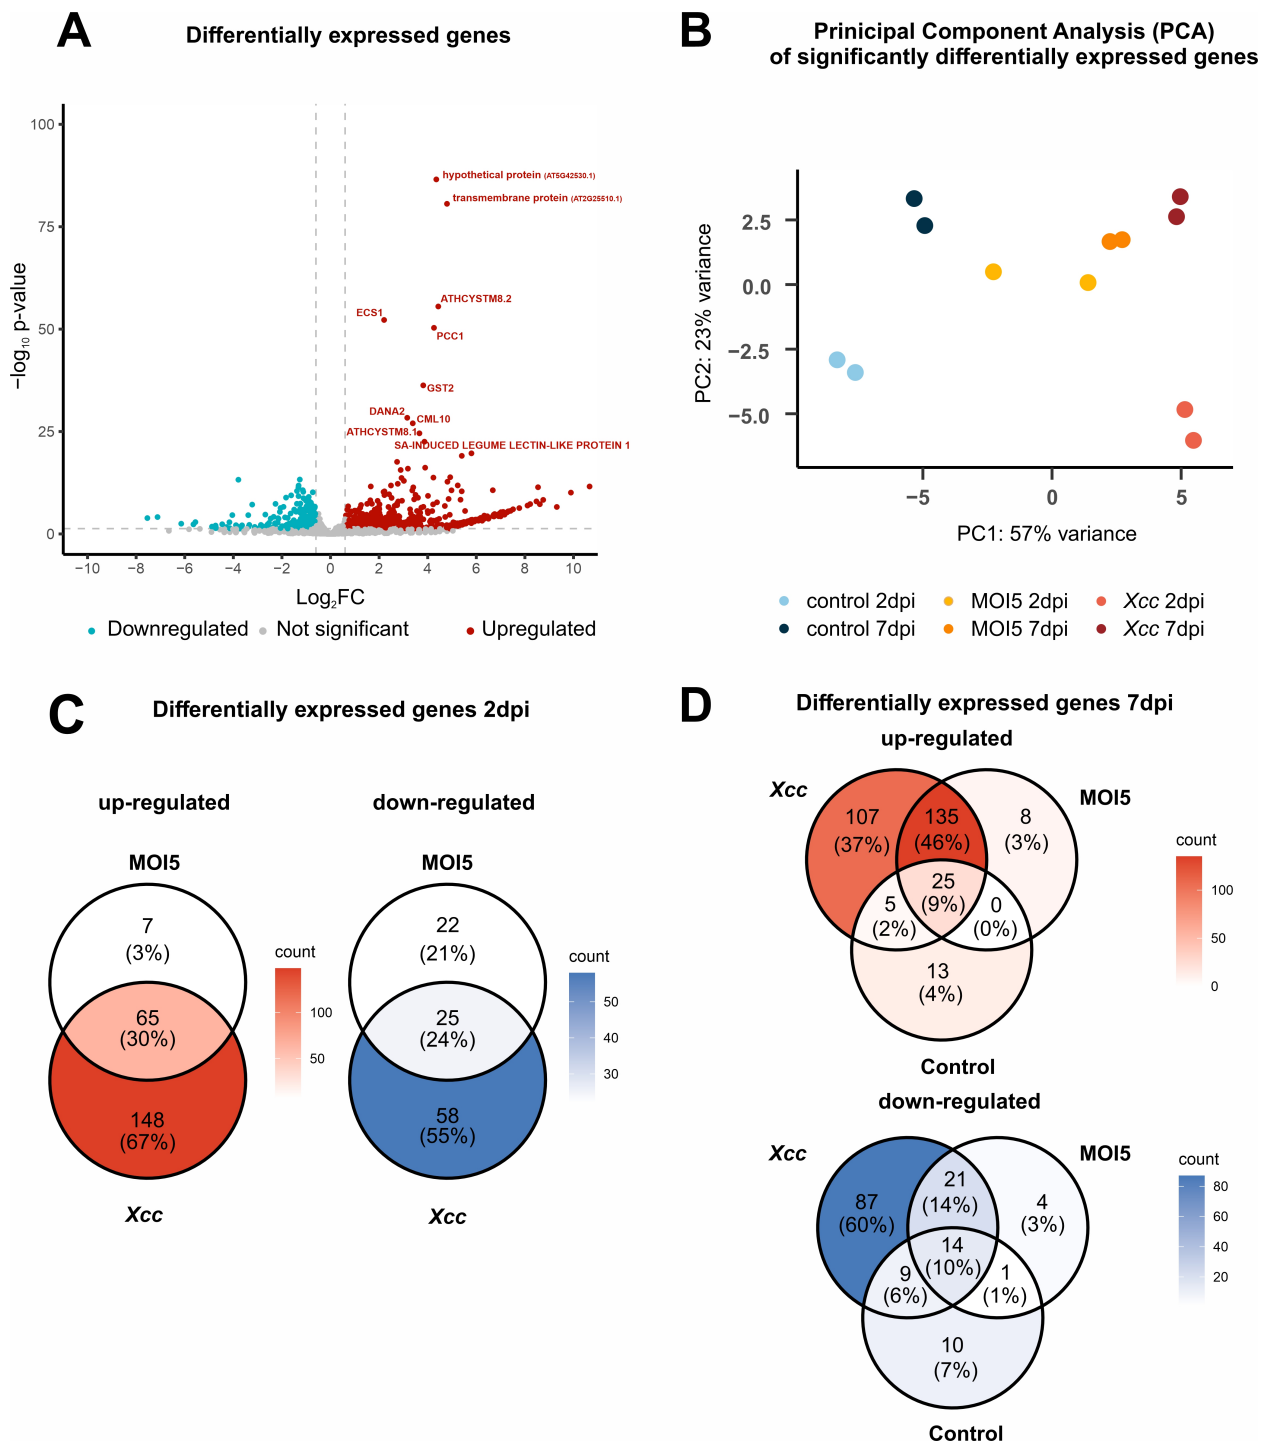 A
Differentially expressed genes
100
75
50
25
0
−log₁₀ p-value
hypothetical protein (AT5G42530.1)
transmembrane protein (AT2G25510.1)
ATHCYSTM8.2
ECS1
PCC1
GST2
DANA2
CML10
ATHCYSTM8.1
SA-INDUCED LEGUME LECTIN-LIKE PROTEIN 1
−10 −8 −6 −4 −2 0 2 4 6 8 10
Log₂FC
Downregulated Not significant Upregulated
B
Prinicipal Component Analysis (PCA)
of significantly differentially expressed genes
2.5
0.0
−2.5
−5.0
PC2: 23% variance
−5 0 5
PC1: 57% variance
control 2dpi MOI5 2dpi Xcc 2dpi
control 7dpi MOI5 7dpi Xcc 7dpi
C
Differentially expressed genes 2dpi
up-regulated
MOI5
7
(3%)
65
(30%)
148
(67%)
Xcc
count
100
50
down-regulated
MOI5
22
(21%)
25
(24%)
58
(55%)
Xcc
count
50
40
30
D
Differentially expressed genes 7dpi
up-regulated
Xcc
MOI5
107
(37%)
135
(46%)
8
(3%)
25
(9%)
5
(2%)
0
(0%)
13
(4%)
Control
count
100
50
0
down-regulated
Xcc
MOI5
87
(60%)
21
(14%)
4
(3%)
14
(10%)
9
(6%)
1
(1%)
10
(7%)
Control
count
80
60
40
20